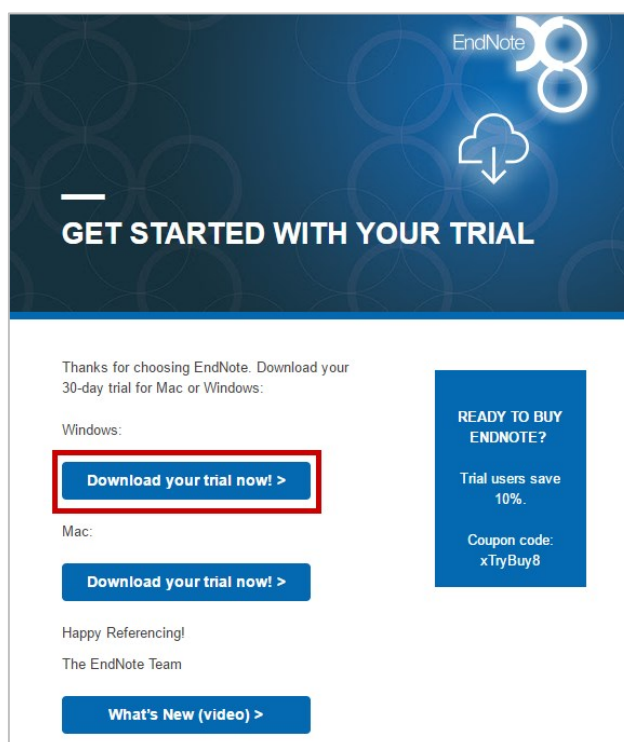 EndNote X8
GET STARTED WITH YOUR TRIAL
Thanks for choosing EndNote. Download your
30-day trial for Mac or Windows:
Windows:
Download your trial now! >
Mac:
Download your trial now! >
Happy Referencing!
The EndNote Team
What's New (video) >
READY TO BUY
ENDNOTE?
Trial users save
10%.
Coupon code:
xTryBuy8